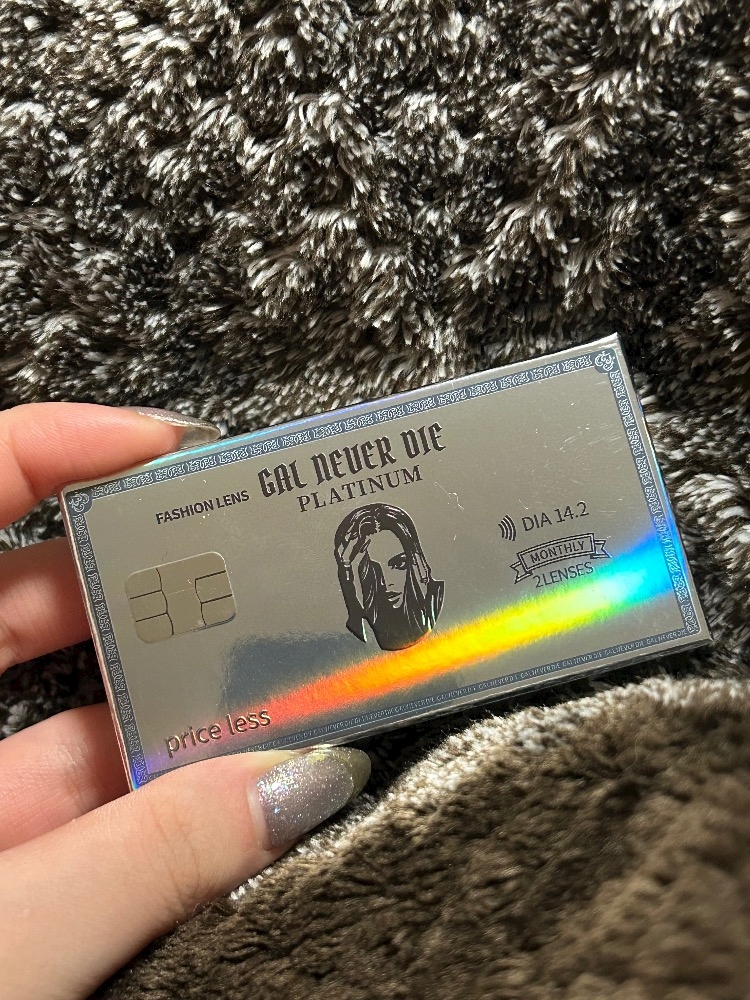 GAL NEVER DIE
FASHION LENS
PLATINUM
DIA 14.2
MONTHLY
2LENSES
price less